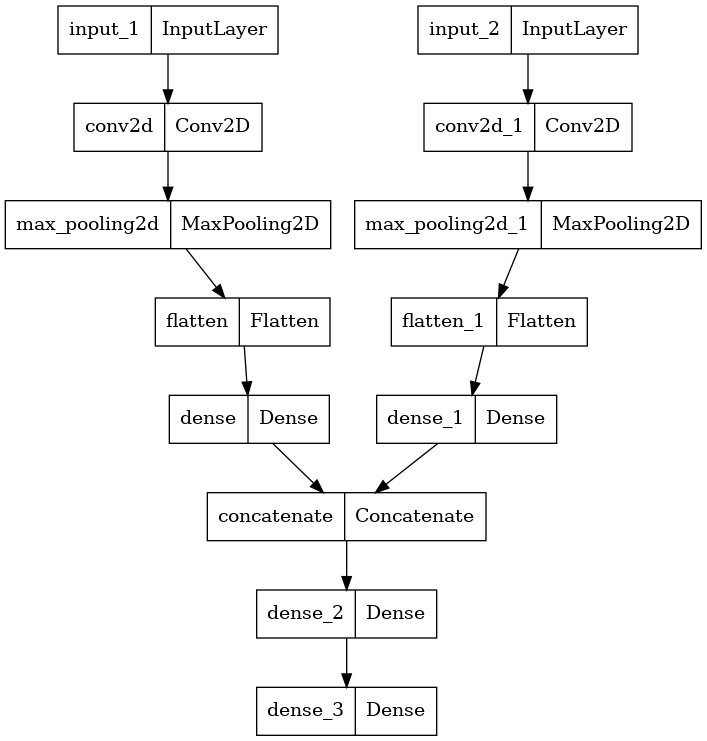 input_1 InputLayer
input_2 InputLayer
conv2d Conv2D
conv2d_1 Conv2D
max_pooling2d MaxPooling2D
max_pooling2d_1 MaxPooling2D
flatten Flatten
flatten_1 Flatten
dense Dense
dense_1 Dense
concatenate Concatenate
dense_2 Dense
dense_3 Dense